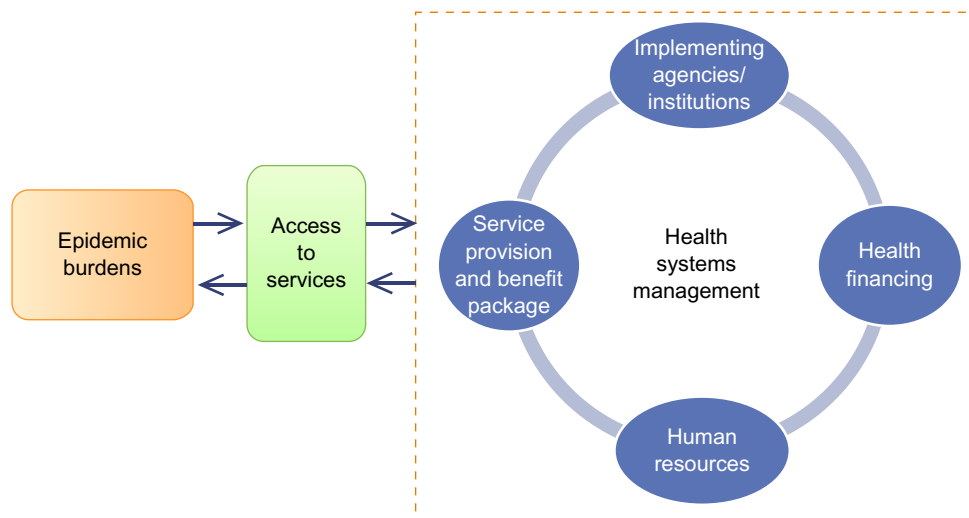 Epidemic
burdens
Access
to
services
Implementing
agencies/
institutions
Service
provision
and benefit
package
Health
systems
management
Health
financing
Human
resources